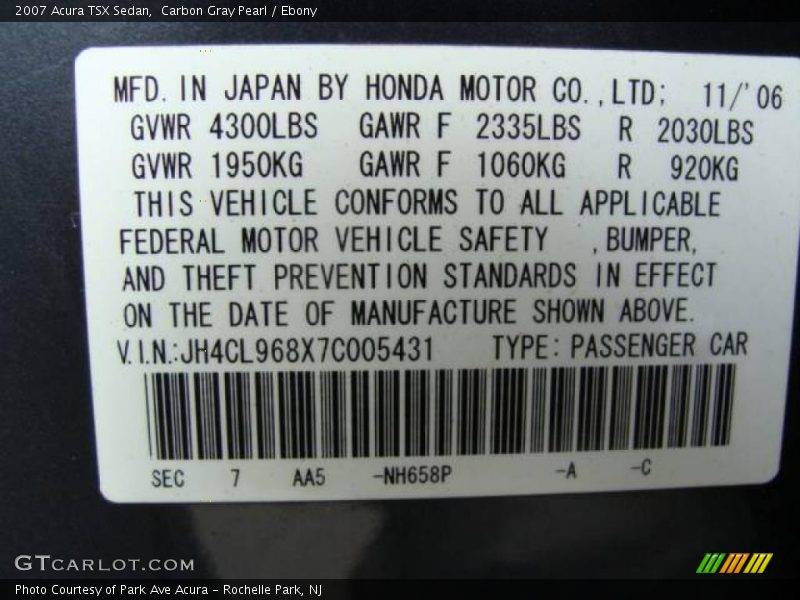 2007 Acura TSX Sedan,  Carbon Gray Pearl / Ebony
MFD. IN JAPAN BY HONDA MOTOR CO.,LTD; 11/'06
GVWR 4300LBS GAWR F 2335LBS R 2030LBS
GVWR 1950KG GAWR F 1060KG R 920KG
THIS VEHICLE CONFORMS TO ALL APPLICABLE
FEDERAL MOTOR VEHICLE SAFETY ,BUMPER,
AND THEFT PREVENTION STANDARDS IN EFFECT
ON THE DATE OF MANUFACTURE SHOWN ABOVE.
V.I.N.:JH4CL968X7C005431 TYPE: PASSENGER CAR
SEC 7 AA5 -NH658P -A -C
GTCARLOT.COM
Photo Courtesy of Park Ave Acura - Rochelle Park, NJ